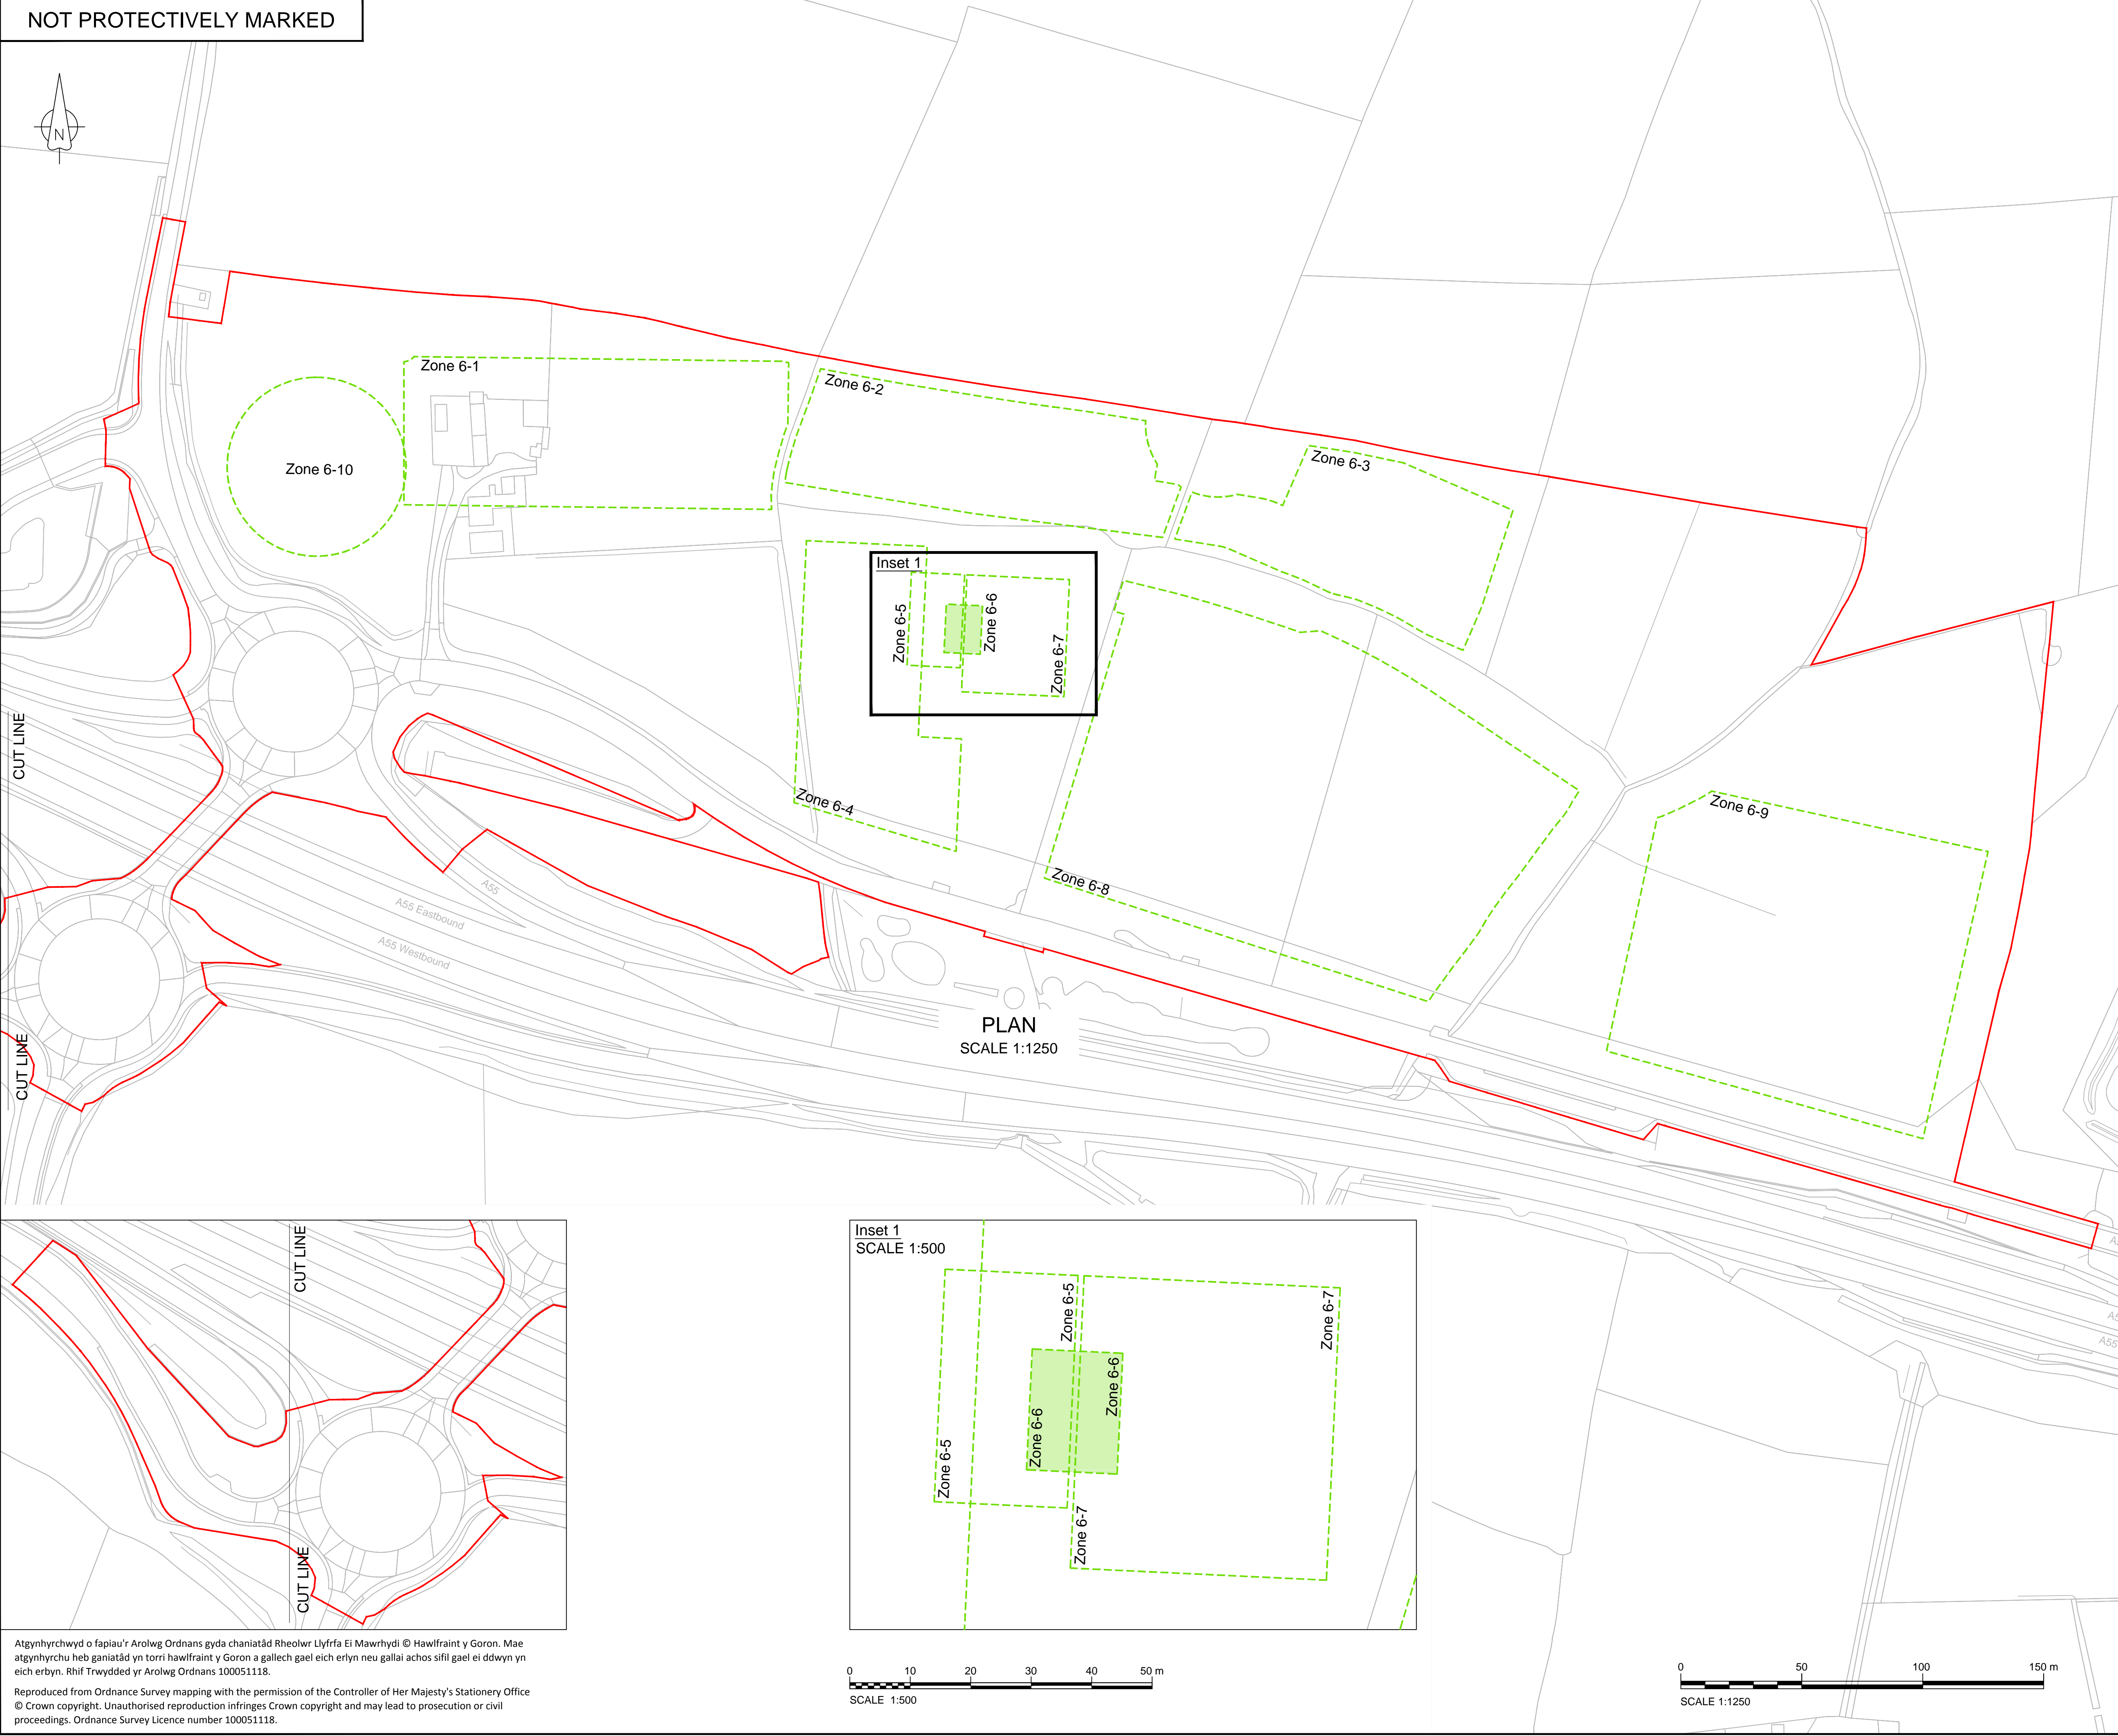 NOT PROTECTIVELY MARKED
N
Zone 6-1
Zone 6-2
Zone 6-3
Zone 6-10
Inset 1
Zone 6-5
Zone 6-6
Zone 6-7
Zone 6-4
Zone 6-8
Zone 6-9
CUT LINE
CUT LINE
A55
A55 Eastbound
A55 Westbound
PLAN
SCALE 1:1250
CUT LINE
CUT LINE
Inset 1
SCALE 1:500
Zone 6-5
Zone 6-5
Zone 6-6
Zone 6-6
Zone 6-7
Zone 6-7
A55
Atgynhyrchwyd o fapiau'r Arolwg Ordnans gyda chaniatâd Rheolwr Llyfrfa Ei Mawrhydi © Hawlfraint y Goron. Mae
atgynhyrchu heb ganiatâd yn torri hawlfraint y Goron a gallech gael eich erlyn neu gallai achos sifil gael ei ddwyn yn
eich erbyn. Rhif Trwydded yr Arolwg Ordnans 100051118.
Reproduced from Ordnance Survey mapping with the permission of the Controller of Her Majesty's Stationery Office
© Crown copyright. Unauthorised reproduction infringes Crown copyright and may lead to prosecution or civil
proceedings. Ordnance Survey Licence number 100051118.
0 10 20 30 40 50 m
SCALE 1:500
0 50 100 150 m
SCALE 1:1250